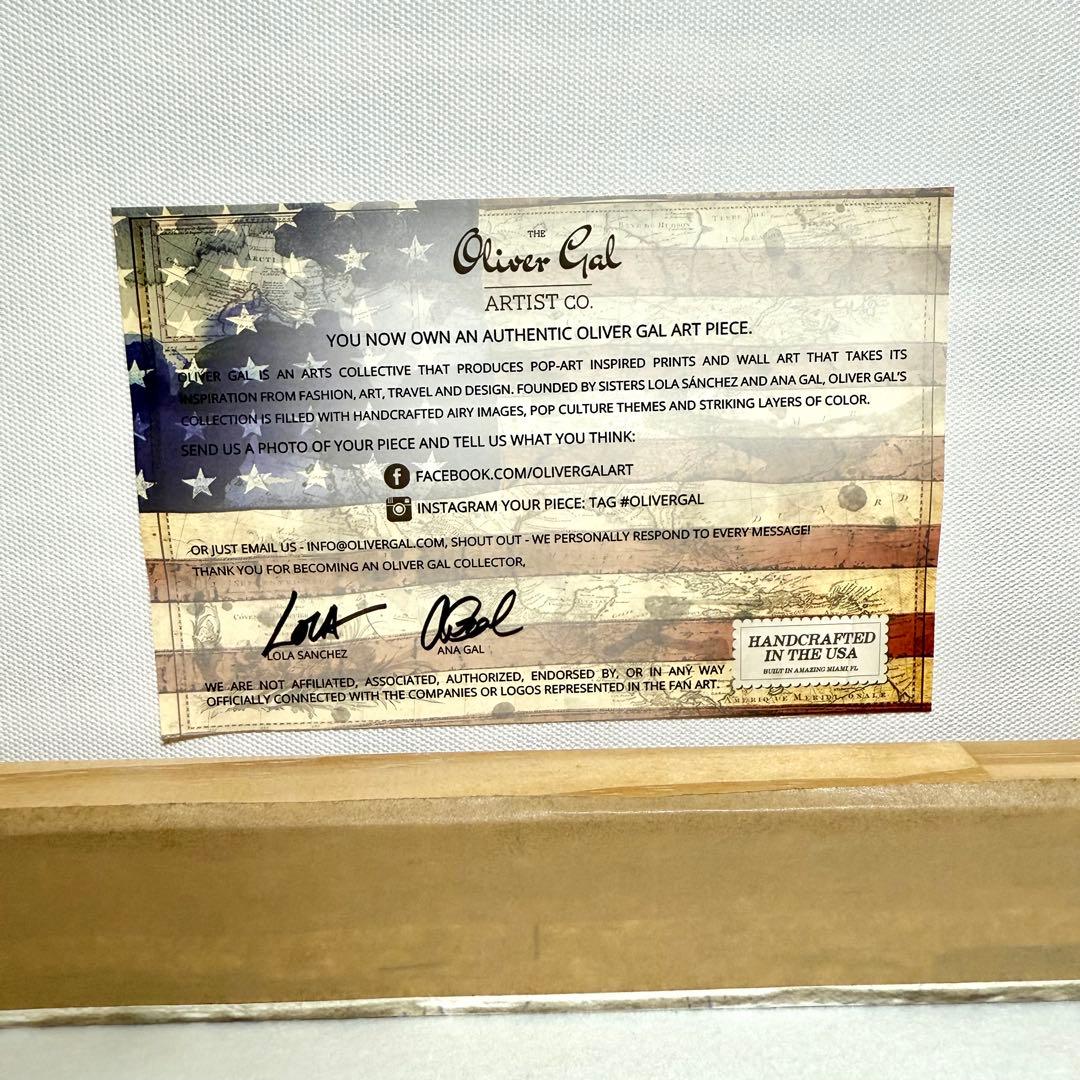 THE
Oliver Gal
ARTIST CO.
YOU NOW OWN AN AUTHENTIC OLIVER GAL ART PIECE.
OLIVER GAL IS AN ARTS COLLECTIVE THAT PRODUCES POP-ART INSPIRED PRINTS AND WALL ART THAT TAKES ITS
INSPIRATION FROM FASHION, ART, TRAVEL AND DESIGN. FOUNDED BY SISTERS LOLA SÁNCHEZ AND ANA GAL, OLIVER GAL'S
COLLECTION IS FILLED WITH HANDCRAFTED AIRY IMAGES, POP CULTURE THEMES AND STRIKING LAYERS OF COLOR.
SEND US A PHOTO OF YOUR PIECE AND TELL US WHAT YOU THINK:
f FACEBOOK.COM/OLIVERGALART
INSTAGRAM YOUR PIECE: TAG #OLIVERGAL
OR JUST EMAIL US - INFO@OLIVERGAL.COM, SHOUT OUT - WE PERSONALLY RESPOND TO EVERY MESSAGE!
THANK YOU FOR BECOMING AN OLIVER GAL COLLECTOR,
LOLA
LOLA SANCHEZ
ANA GAL
WE ARE NOT AFFILIATED, ASSOCIATED, AUTHORIZED, ENDORSED BY, OR IN ANY WAY
OFFICIALLY CONNECTED WITH THE COMPANIES OR LOGOS REPRESENTED IN THE FAN ART.
HANDCRAFTED
IN THE USA
BUILT IN AMAZING MIAMI, FL
AMERIQUE MERIDIONALE